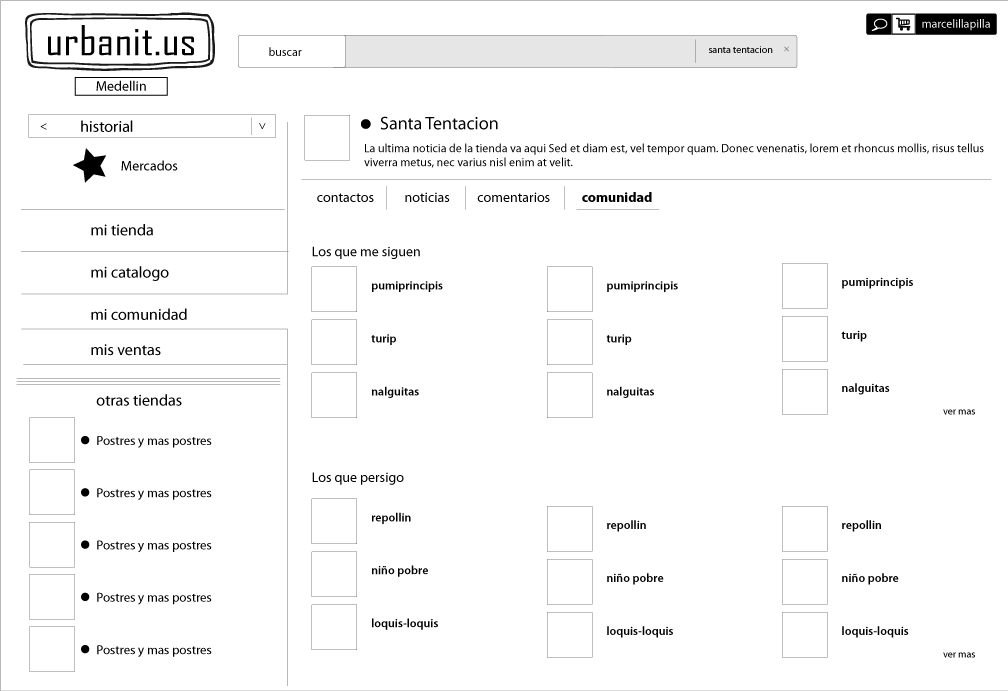 urbanit.us
Medellin
buscar
santa tentacion ×
marcelillapilla
< historial v
Mercados
mi tienda
mi catalogo
mi comunidad
mis ventas
otras tiendas
Postres y mas postres
Postres y mas postres
Postres y mas postres
Postres y mas postres
Postres y mas postres
Santa Tentacion
La ultima noticia de la tienda va aqui Sed et diam est, vel tempor quam. Donec venenatis, lorem et rhoncus mollis, risus tellus
viverra metus, nec varius nisl enim at velit.
contactos noticias comentarios comunidad
Los que me siguen
pumiprincipis pumiprincipis pumiprincipis
turip turip turip
nalguitas nalguitas nalguitas
ver mas
Los que persigo
repollin repollin repollin
niño pobre niño pobre niño pobre
loquis-loquis loquis-loquis loquis-loquis
ver mas